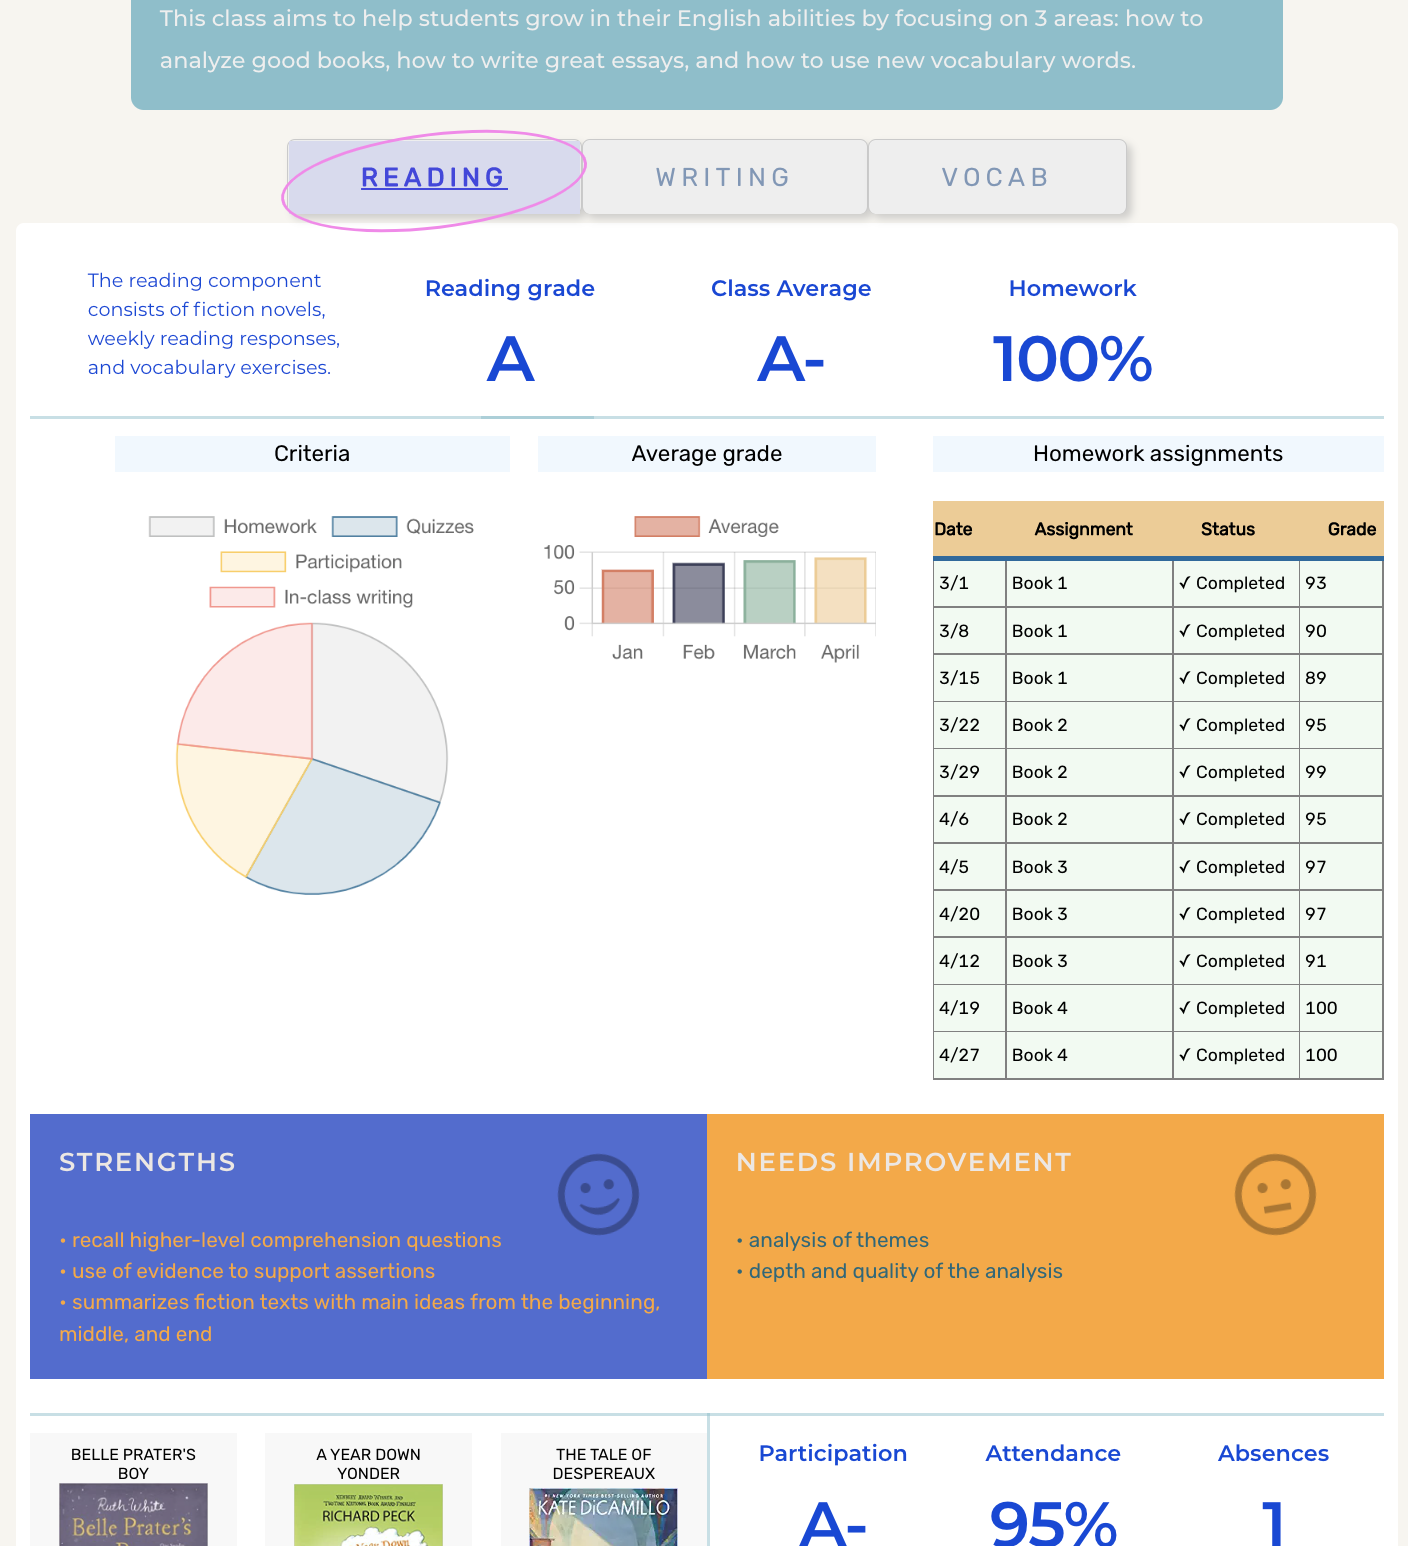 This class aims to help students grow in their English abilities by focusing on 3 areas: how to
analyze good books, how to write great essays, and how to use new vocabulary words.
READING
WRITING
VOCAB
The reading component
consists of fiction novels,
weekly reading responses,
and vocabulary exercises.
Reading grade
A
Class Average
A-
Homework
100%
Criteria
Homework
Quizzes
Participation
In-class writing
Average grade
Average
100
50
0
Jan Feb March April
Homework assignments
Date Assignment Status Grade
3/1 Book 1 ✓ Completed 93
3/8 Book 1 ✓ Completed 90
3/15 Book 1 ✓ Completed 89
3/22 Book 2 ✓ Completed 95
3/29 Book 2 ✓ Completed 99
4/6 Book 2 ✓ Completed 95
4/5 Book 3 ✓ Completed 97
4/20 Book 3 ✓ Completed 97
4/12 Book 3 ✓ Completed 91
4/19 Book 4 ✓ Completed 100
4/27 Book 4 ✓ Completed 100
STRENGTHS
• recall higher-level comprehension questions
• use of evidence to support assertions
• summarizes fiction texts with main ideas from the beginning,
middle, and end
NEEDS IMPROVEMENT
• analysis of themes
• depth and quality of the analysis
BELLE PRATER'S
BOY
Ruth White
Belle Prater's
A YEAR DOWN
YONDER
RICHARD PECK
THE TALE OF
DESPEREAUX
#1 NEW YORK TIMES BEST-SELLING AUTHOR
KATE DiCAMILLO
Participation
A-
Attendance
95%
Absences
1